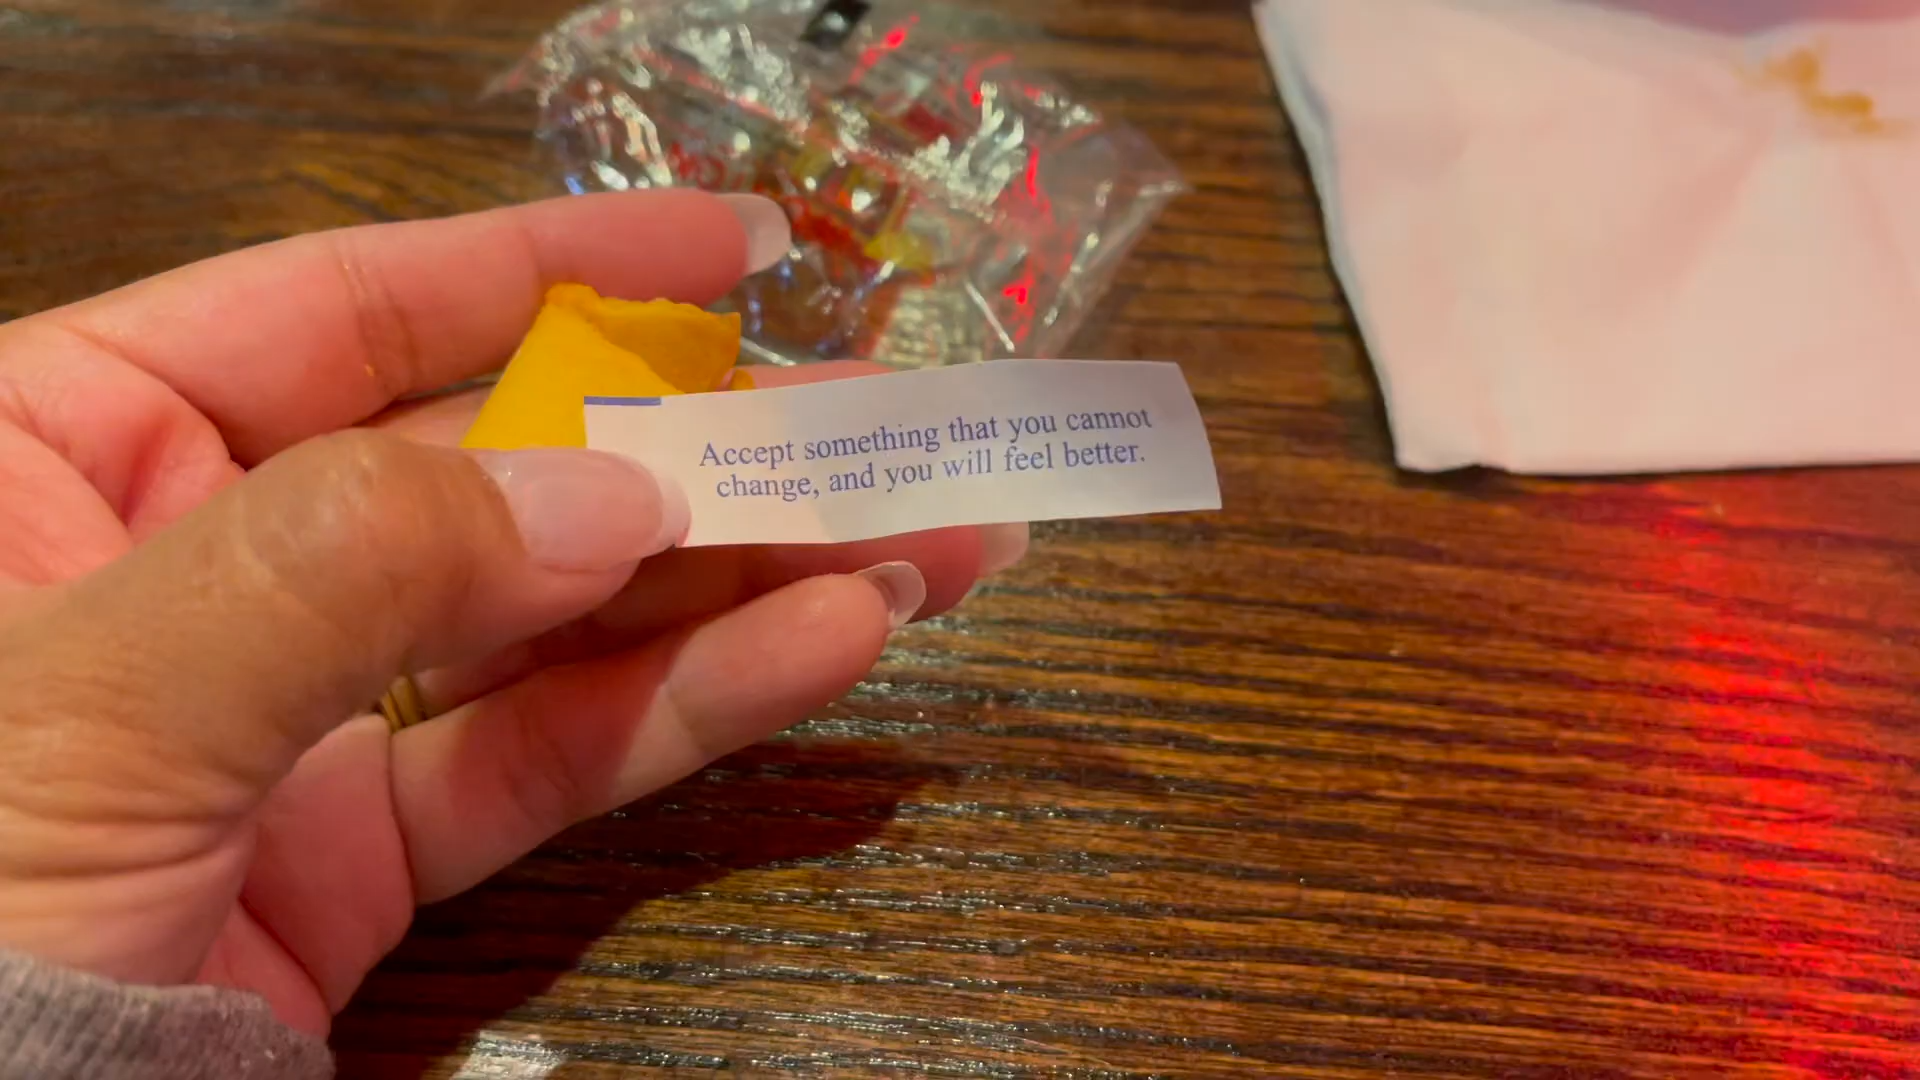 Accept something that you cannot
change, and you will feel better.